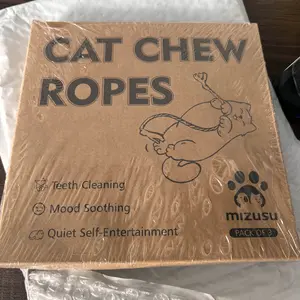 CAT CHEW
ROPES
Teeth Cleaning
Mood Soothing
Quiet Self-Entertainment
mizusu
PACK OF 3